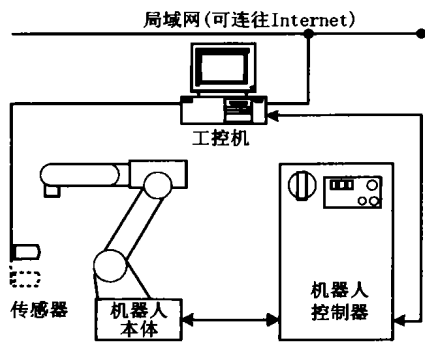 局域网(可连往Internet)
工控机
传感器
机器人
本体
机器人
控制器